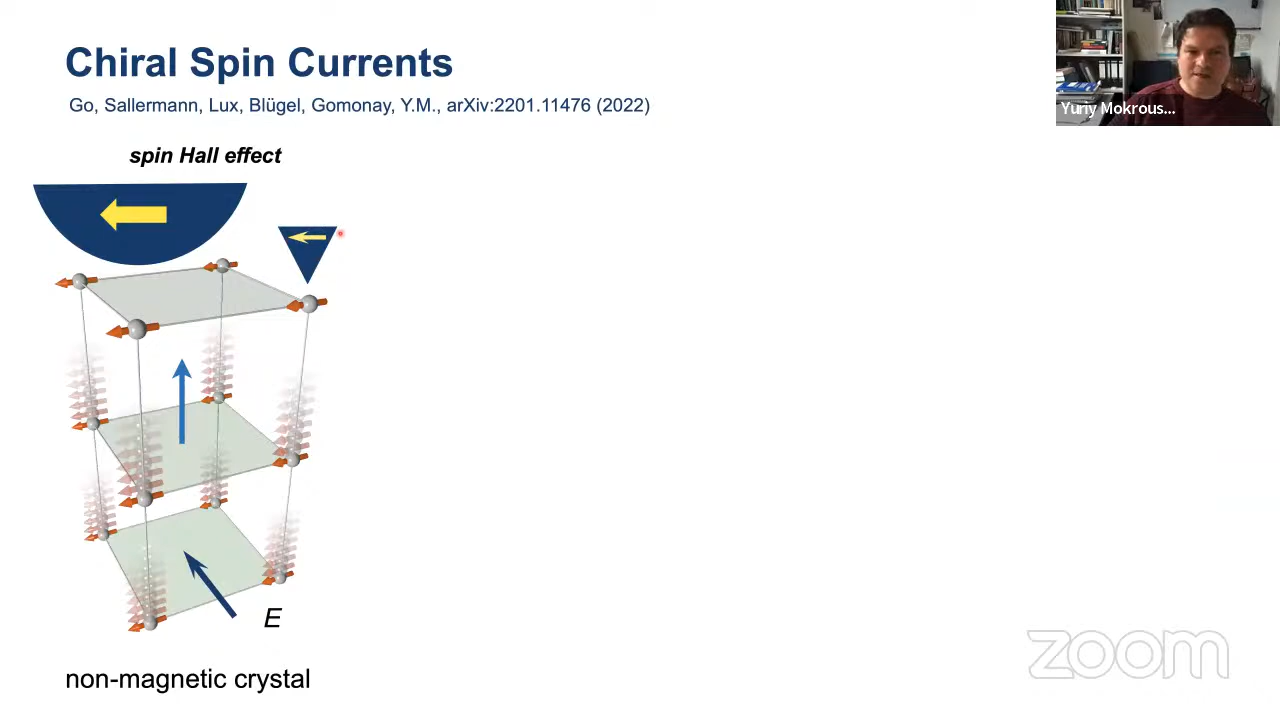 Chiral Spin Currents
Go, Sallermann, Lux, Blügel, Gomonay, Y.M., arXiv:2201.11476 (2022)
Yuriy Mokrous...
spin Hall effect
E
non-magnetic crystal
zoom